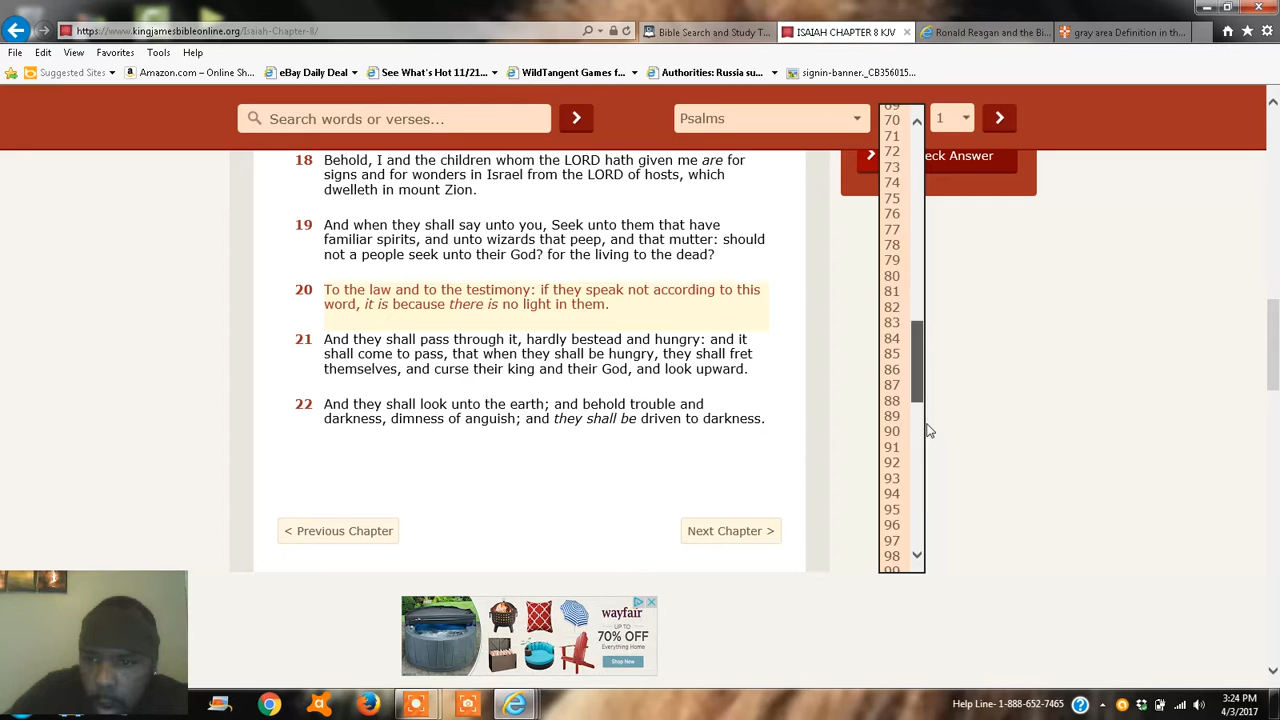 https://www.kingjamesbibleonline.org/Isaiah-Chapter-8/
Bible Search and Study T...
ISAIAH CHAPTER 8 KJV
Ronald Reagan and the Bi...
gray area Definition in th...
File Edit View Favorites Tools Help
Suggested Sites
Amazon.com – Online Sh...
eBay Daily Deal
See What's Hot 11/21...
WildTangent Games f...
Authorities: Russia su...
signin-banner._CB356015...
Search words or verses...
Psalms
1
eck Answer
18 Behold, I and the children whom the LORD hath given me are for
signs and for wonders in Israel from the LORD of hosts, which
dwelleth in mount Zion.
19 And when they shall say unto you, Seek unto them that have
familiar spirits, and unto wizards that peep, and that mutter: should
not a people seek unto their God? for the living to the dead?
20 To the law and to the testimony: if they speak not according to this
word, it is because there is no light in them.
21 And they shall pass through it, hardly bestead and hungry: and it
shall come to pass, that when they shall be hungry, they shall fret
themselves, and curse their king and their God, and look upward.
22 And they shall look unto the earth; and behold trouble and
darkness, dimness of anguish; and they shall be driven to darkness.
69
70
71
72
73
74
75
76
77
78
79
80
81
82
83
84
85
86
87
88
89
90
91
92
93
94
95
96
97
98
99
< Previous Chapter
Next Chapter >
wayfair
UP TO
70% OFF
Everything Home
Shop Now
Help Line- 1-888-652-7465
3:24 PM
4/3/2017